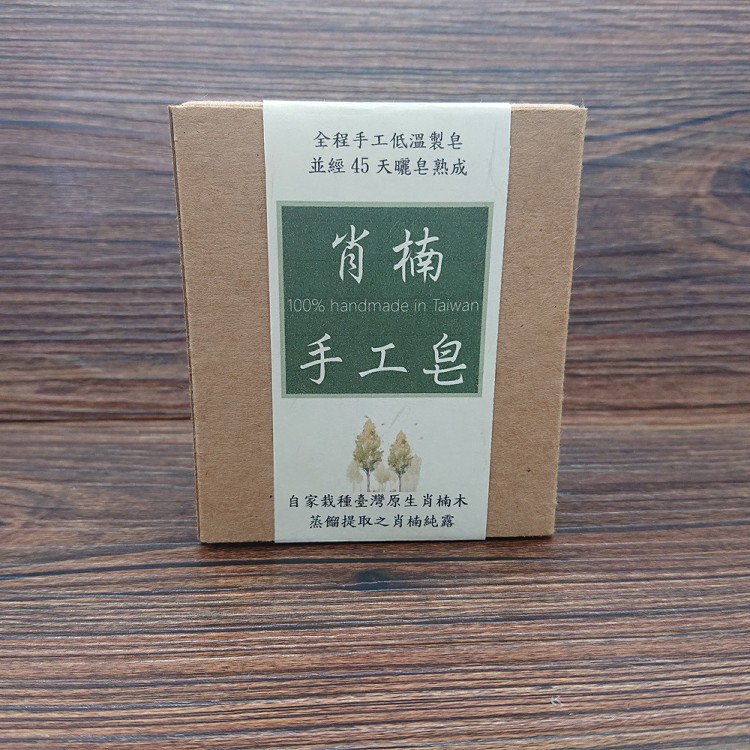 全程手工低溫製皂
並經 45 天曬皂熟成
肖楠
100% handmade in Taiwan
手工皂
自家栽種臺灣原生肖楠木
蒸餾提取之肖楠純露